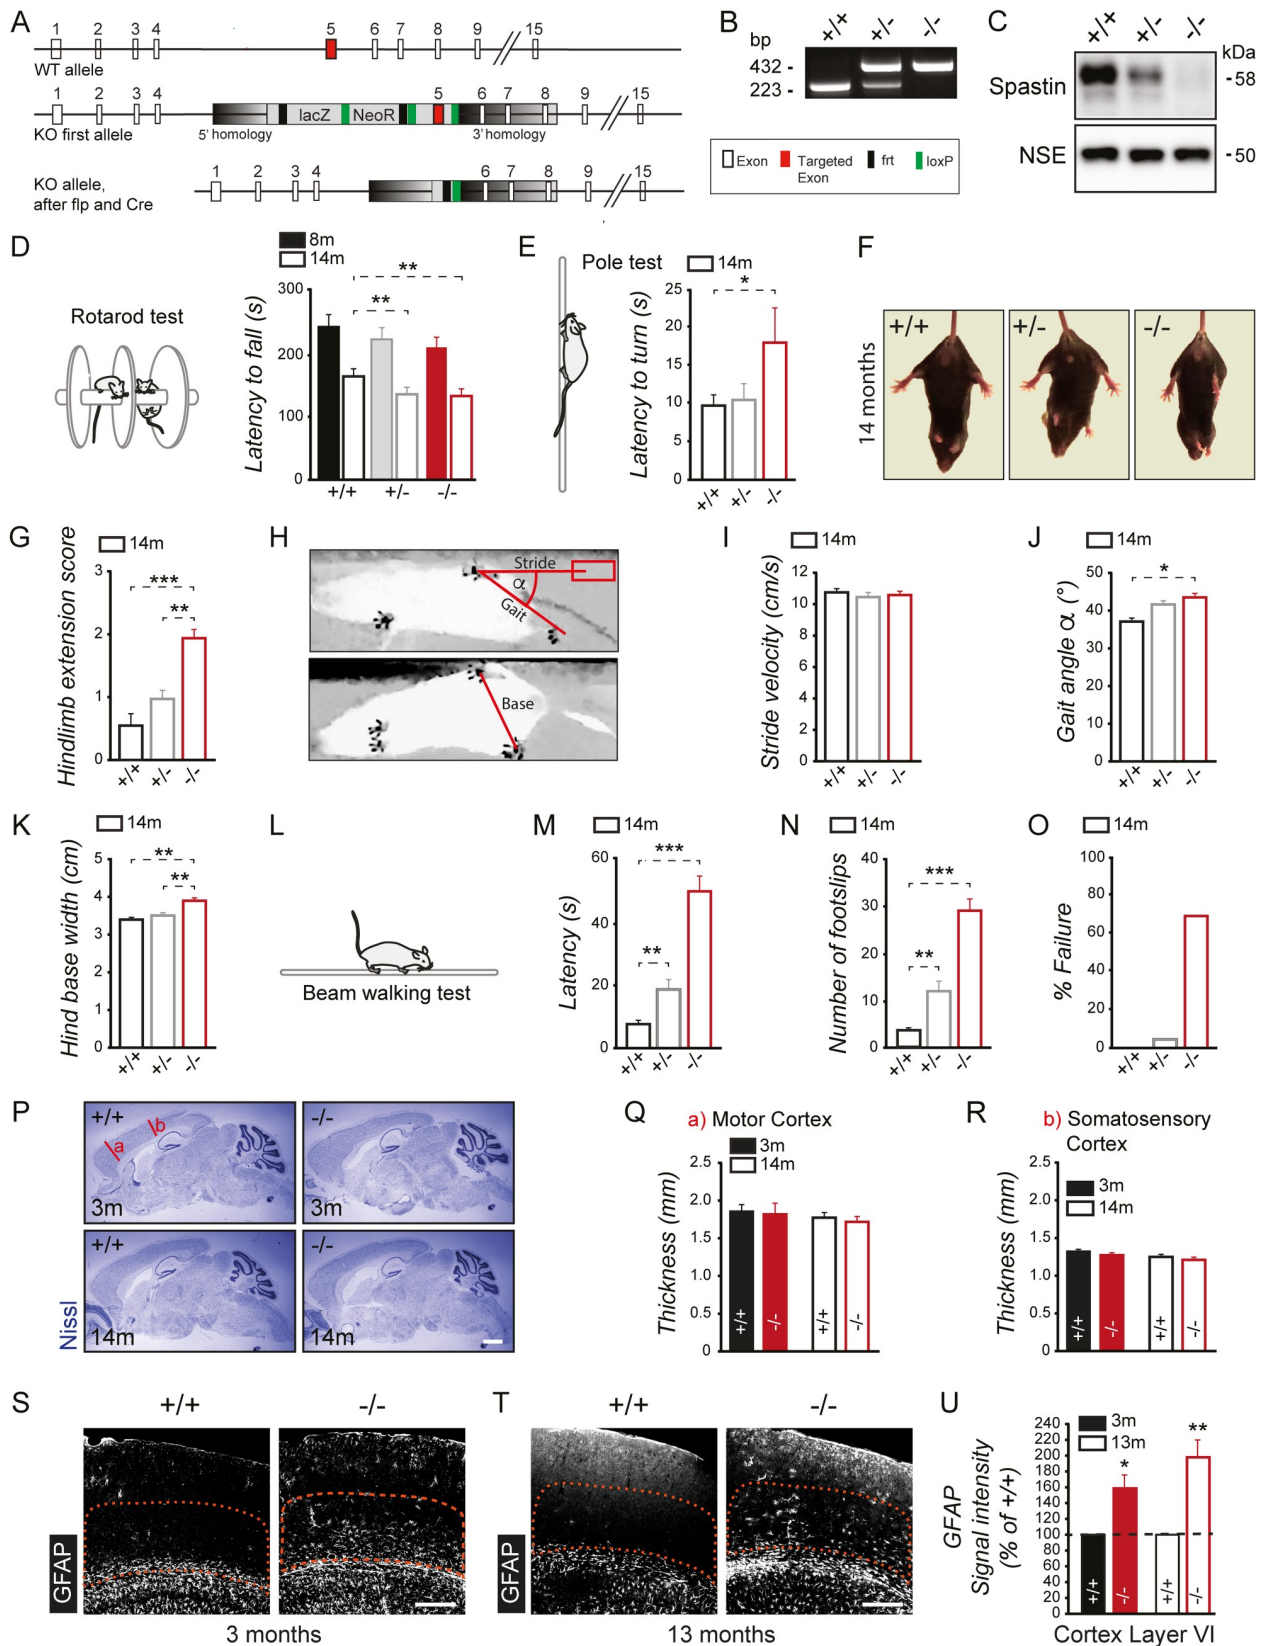 A
1 2 3 4 5 6 7 8 9 15
WT allele
1 2 3 4 lacZ NeoR 5 6 7 8 9 15
KO first allele
5' homology 3' homology
KO allele,
after flp and Cre
1 2 3 4 6 7 8 9 15
B
+/+ +/- -/-
bp
432 -
223 -
Exon Targeted Exon frt loxP
C
+/+ +/- -/-
kDa
Spastin -58
NSE -50
D
Rotarod test
8m
14m
Latency to fall (s)
300
200
100
0
** **
+/+ +/- -/-
E
Pole test
14m
Latency to turn (s)
25
20
15
10
5
0
*
+/+ +/- -/-
F
14 months
+/+ +/- -/-
G
14m
Hindlimb extension score
3
2
1
0
***
**
+/+ +/- -/-
H
Stride
α
Gait
Base
I
14m
Stride velocity (cm/s)
12
10
8
6
4
2
0
+/+ +/- -/-
J
14m
Gait angle α (°)
50
40
30
20
10
0
*
+/+ +/- -/-
K
14m
Hind base width (cm)
5
4
3
2
1
0
**
**
+/+ +/- -/-
L
Beam walking test
M
14m
Latency (s)
60
40
20
0
***
**
+/+ +/- -/-
N
14m
Number of footslips
40
30
20
10
0
***
**
+/+ +/- -/-
O
14m
% Failure
100
80
60
40
20
0
+/+ +/- -/-
P
+/+ a b 3m
-/- 3m
+/+ 14m
-/- 14m
Nissl
Q
a) Motor Cortex
3m
14m
Thickness (mm)
2.5
2.0
1.5
1.0
0.5
0
+/+ -/- +/+ -/-
R
b) Somatosensory
Cortex
3m
14m
Thickness (mm)
2.5
2.0
1.5
1.0
0.5
0
+/+ -/- +/+ -/-
S
+/+ -/-
GFAP
3 months
T
+/+ -/-
GFAP
13 months
U
3m
13m
GFAP
Signal intensity
(% of +/+)
240
220
200
180
160
140
120
100
80
60
40
20
0
* **
+/+ -/- +/+ -/-
Cortex Layer VI